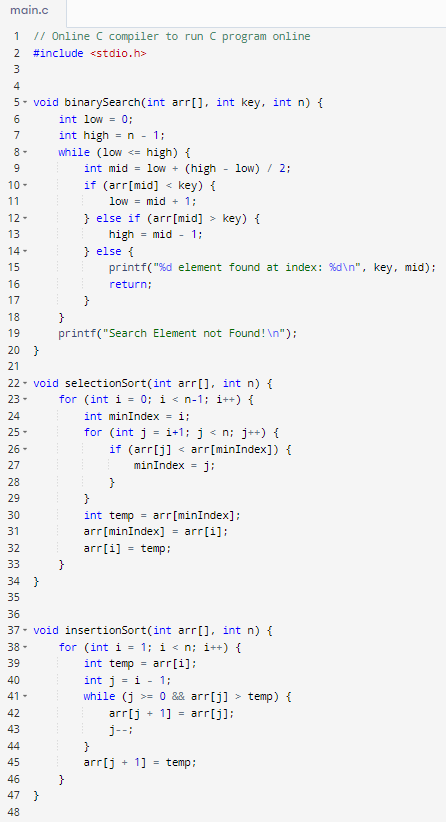 main.c
1 // Online C compiler to run C program online
2 #include <stdio.h>
3
4
5 void binarySearch(int arr[], int key, int n) {
6     int low = 0;
7     int high = n - 1;
8     while (low <= high) {
9         int mid = low + (high - low) / 2;
10         if (arr[mid] < key) {
11             low = mid + 1;
12         } else if (arr[mid] > key) {
13             high = mid - 1;
14         } else {
15             printf("%d element found at index: %d\n", key, mid);
16             return;
17         }
18     }
19     printf("Search Element not Found!\n");
20 }
21
22 void selectionSort(int arr[], int n) {
23     for (int i = 0; i < n-1; i++) {
24         int minIndex = i;
25         for (int j = i+1; j < n; j++) {
26             if (arr[j] < arr[minIndex]) {
27                 minIndex = j;
28             }
29         }
30         int temp = arr[minIndex];
31         arr[minIndex] = arr[i];
32         arr[i] = temp;
33     }
34 }
35
36
37 void insertionSort(int arr[], int n) {
38     for (int i = 1; i < n; i++) {
39         int temp = arr[i];
40         int j = i - 1;
41         while (j >= 0 && arr[j] > temp) {
42             arr[j + 1] = arr[j];
43             j--;
44         }
45         arr[j + 1] = temp;
46     }
47 }
48